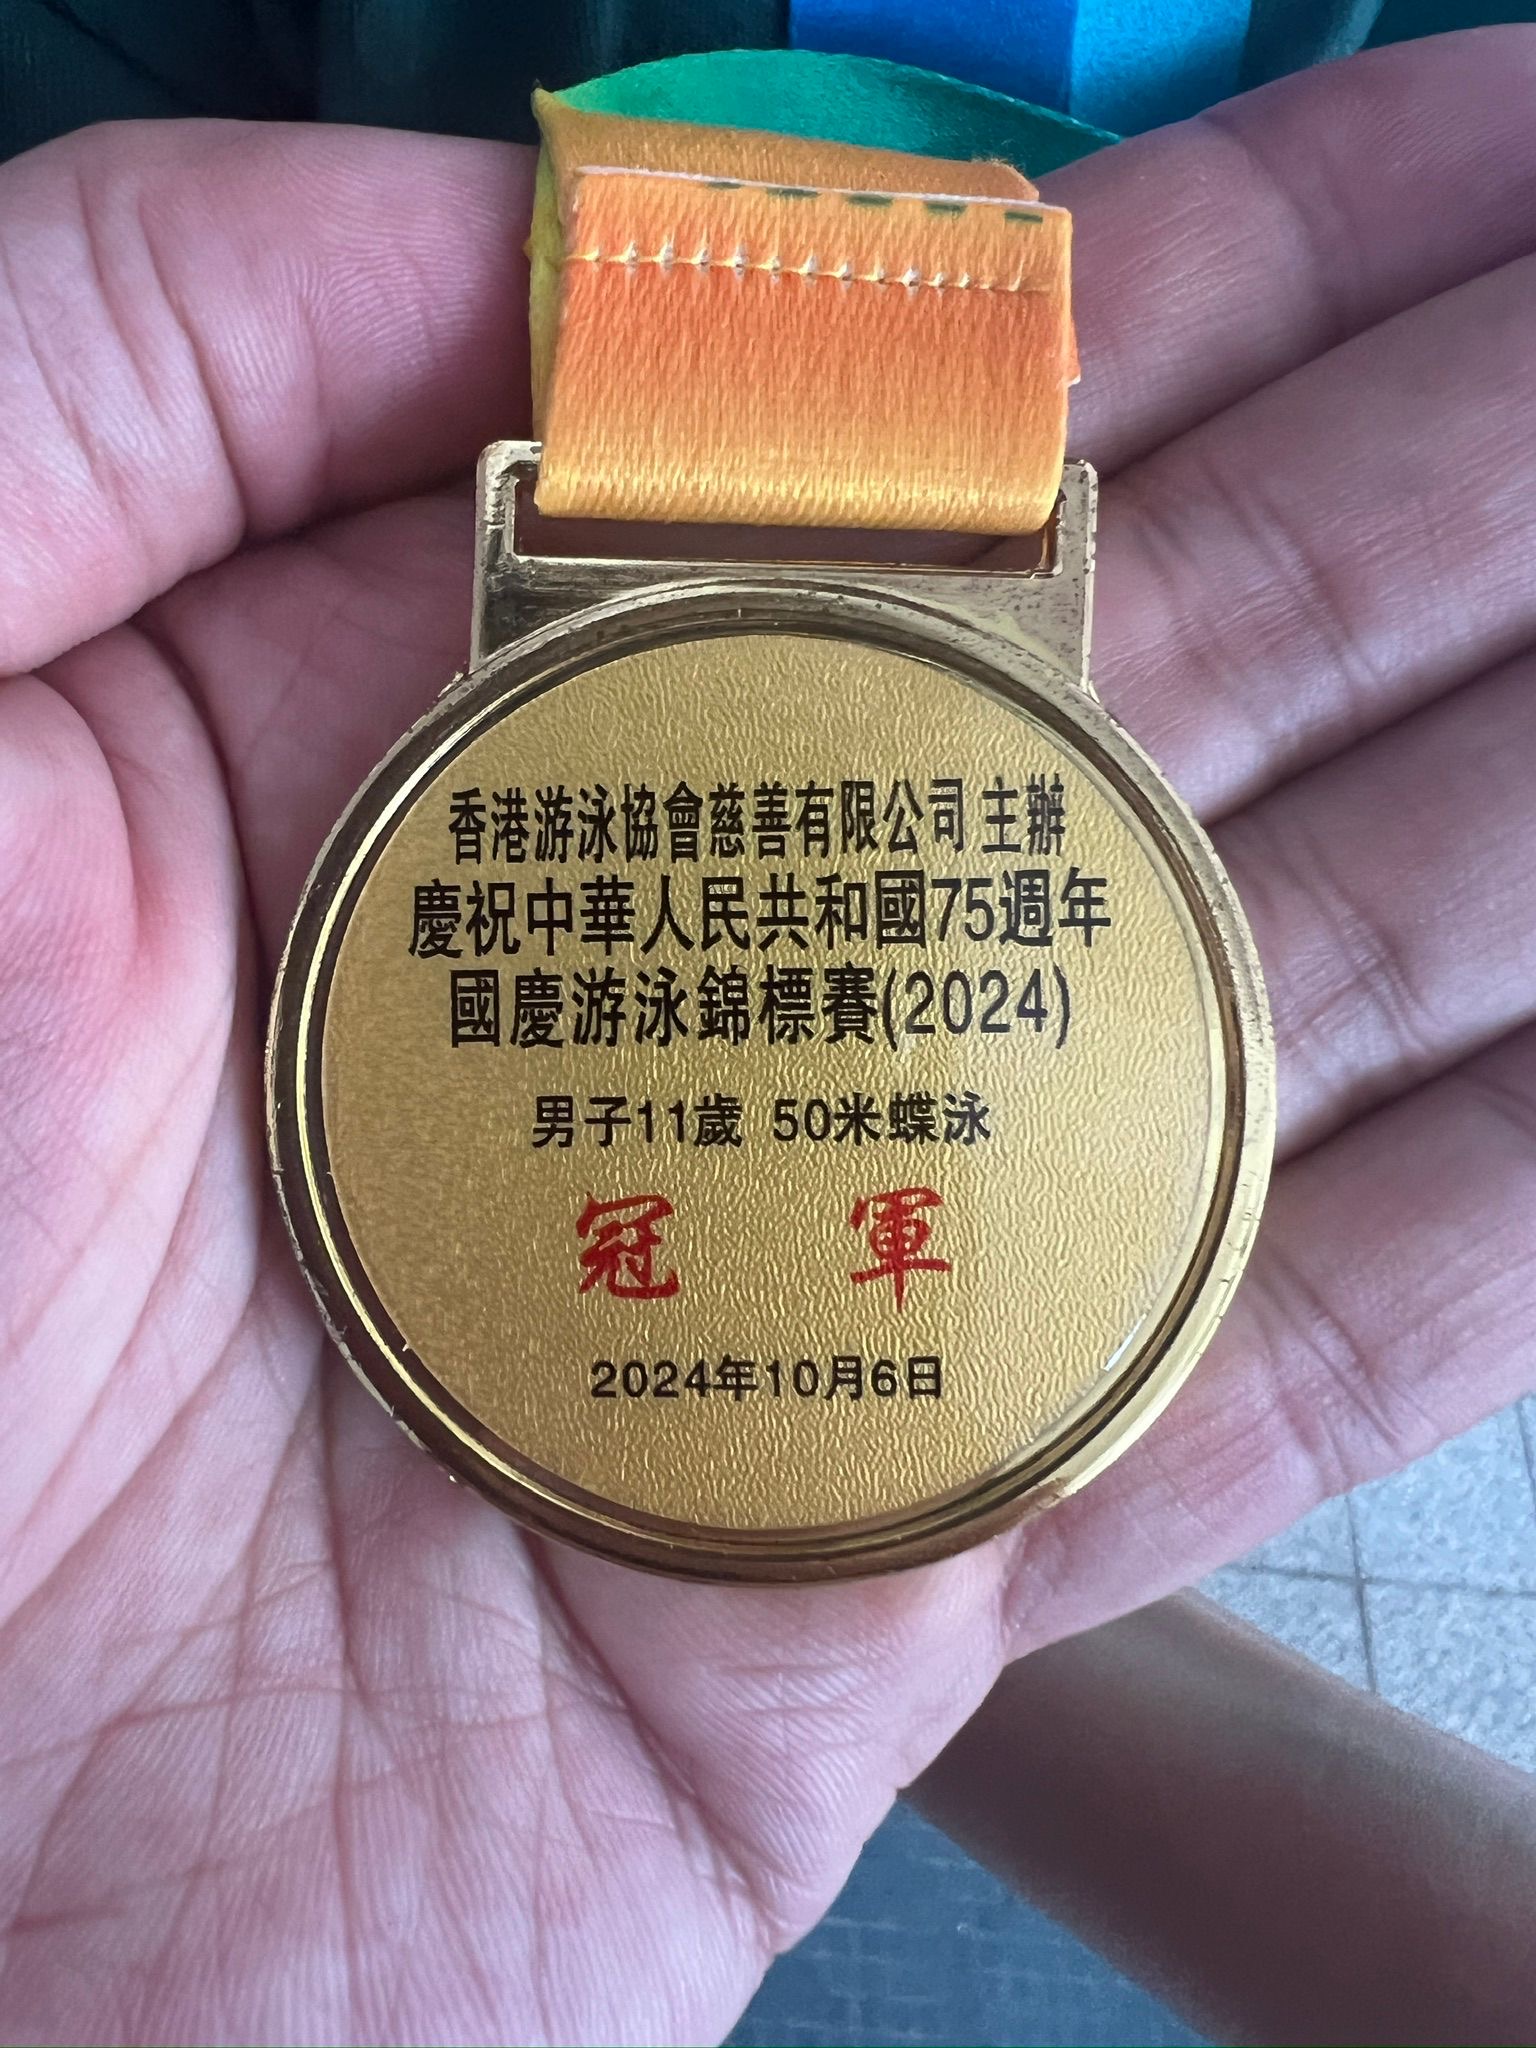 香港游泳協會慈善有限公司 主辦
慶祝中華人民共和國75週年
國慶游泳錦標賽(2024)
男子11歲 50米蝶泳
冠 軍
2024年10月6日